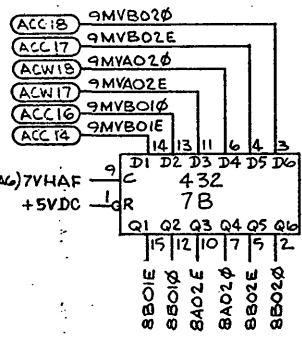 ACC18 9MVB02Ø
ACC17 9MVB02E
ACW18 9MVA02Ø
ACW17 9MVA02E
ACC16 9MVB01Ø
ACC14 9MVB01E
14 13 11 6 4 3
D1 D2 D3 D4 D5 D6
A6)7VHAF 9 C 432
+5VDC 1 R 7B
Q1 Q2 Q3 Q4 Q5 Q6
15 12 10 7 5 2
8B01E
8B01Ø
8A02E
8A02Ø
8B02E
8B02Ø